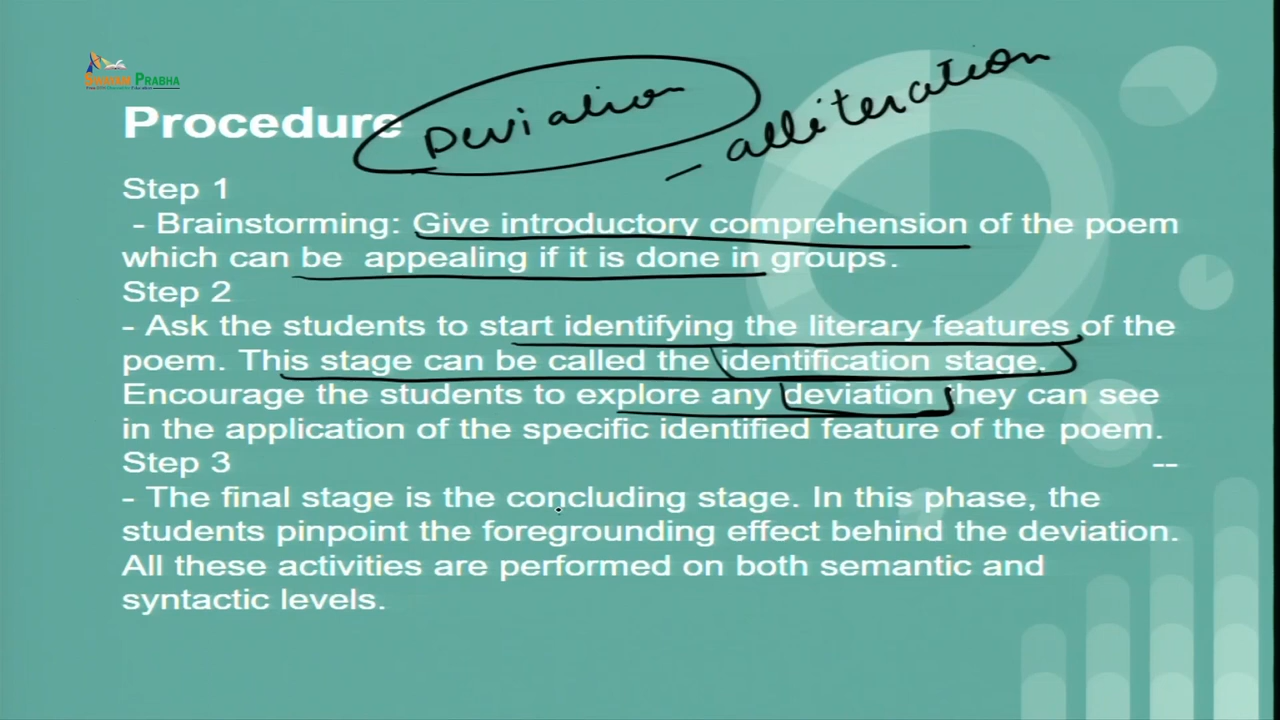 SWAYAM PRABHA
Deviation
- alliteration
Procedure
Step 1
- Brainstorming: Give introductory comprehension of the poem
which can be appealing if it is done in groups.
Step 2
- Ask the students to start identifying the literary features of the
poem. This stage can be called the identification stage.
Encourage the students to explore any deviation they can see
in the application of the specific identified feature of the poem.
Step 3 --
- The final stage is the concluding stage. In this phase, the
students pinpoint the foregrounding effect behind the deviation.
All these activities are performed on both semantic and
syntactic levels.